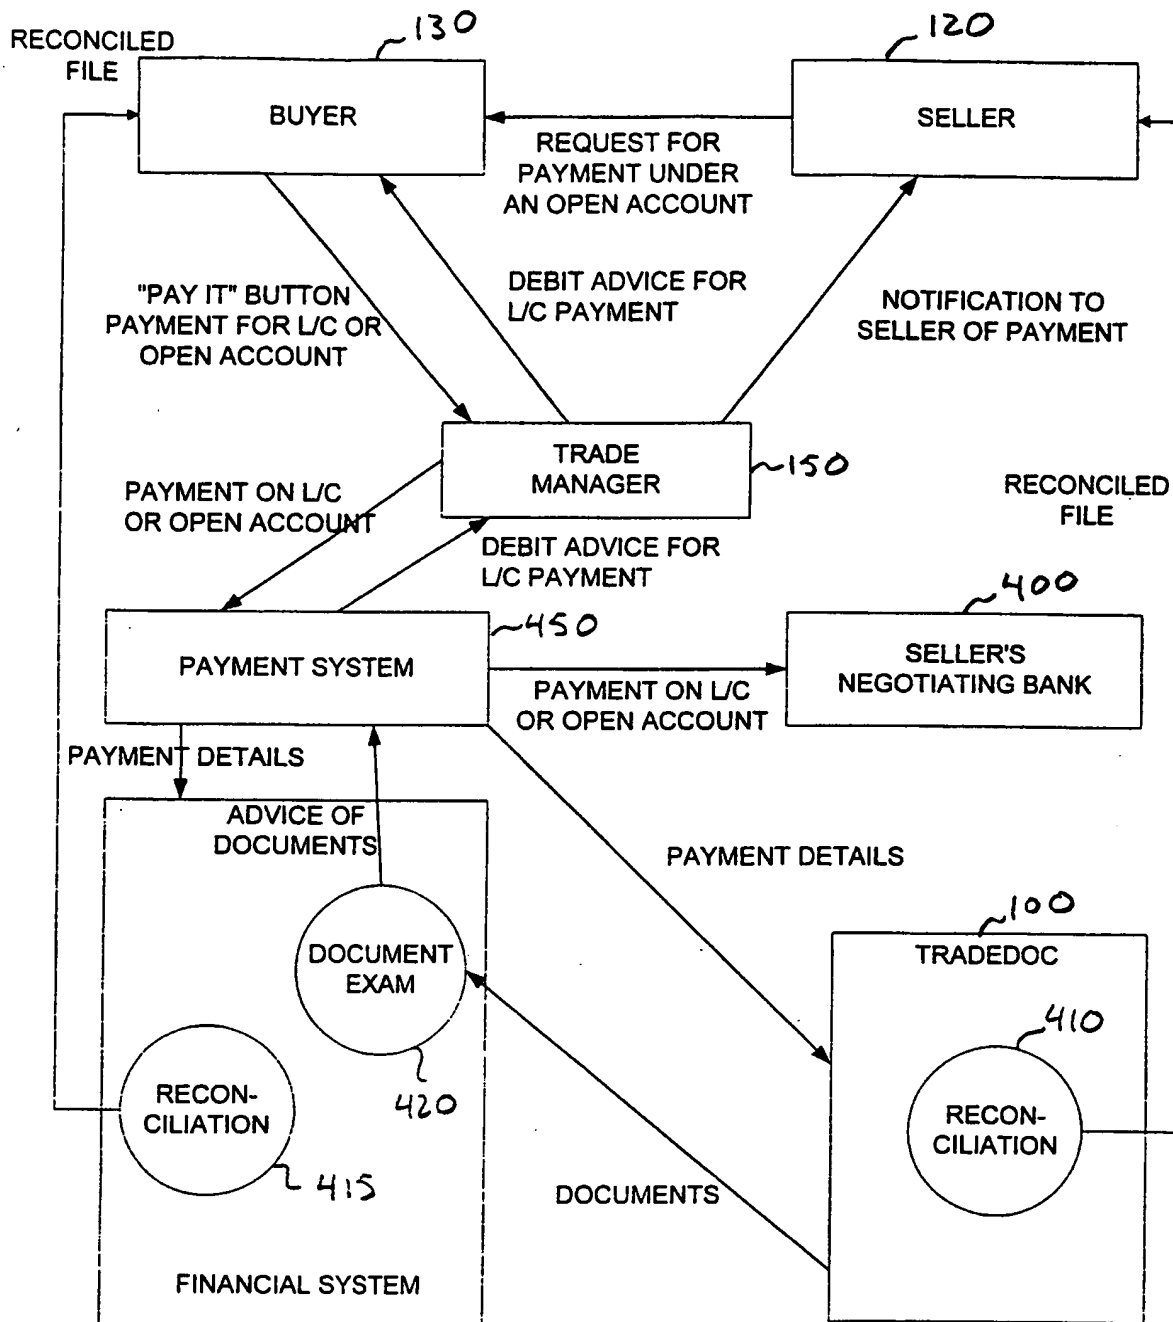 RECONCILED
FILE
130
120
BUYER
SELLER
REQUEST FOR
PAYMENT UNDER
AN OPEN ACCOUNT
"PAY IT" BUTTON
PAYMENT FOR L/C OR
OPEN ACCOUNT
DEBIT ADVICE FOR
L/C PAYMENT
NOTIFICATION TO
SELLER OF PAYMENT
TRADE
MANAGER
150
PAYMENT ON L/C
OR OPEN ACCOUNT
RECONCILED
FILE
DEBIT ADVICE FOR
L/C PAYMENT
400
450
PAYMENT SYSTEM
SELLER'S
NEGOTIATING BANK
PAYMENT ON L/C
OR OPEN ACCOUNT
PAYMENT DETAILS
ADVICE OF
DOCUMENTS
PAYMENT DETAILS
100
TRADEDOC
DOCUMENT
EXAM
410
420
RECON-
CILIATION
RECON-
CILIATION
415
DOCUMENTS
FINANCIAL SYSTEM